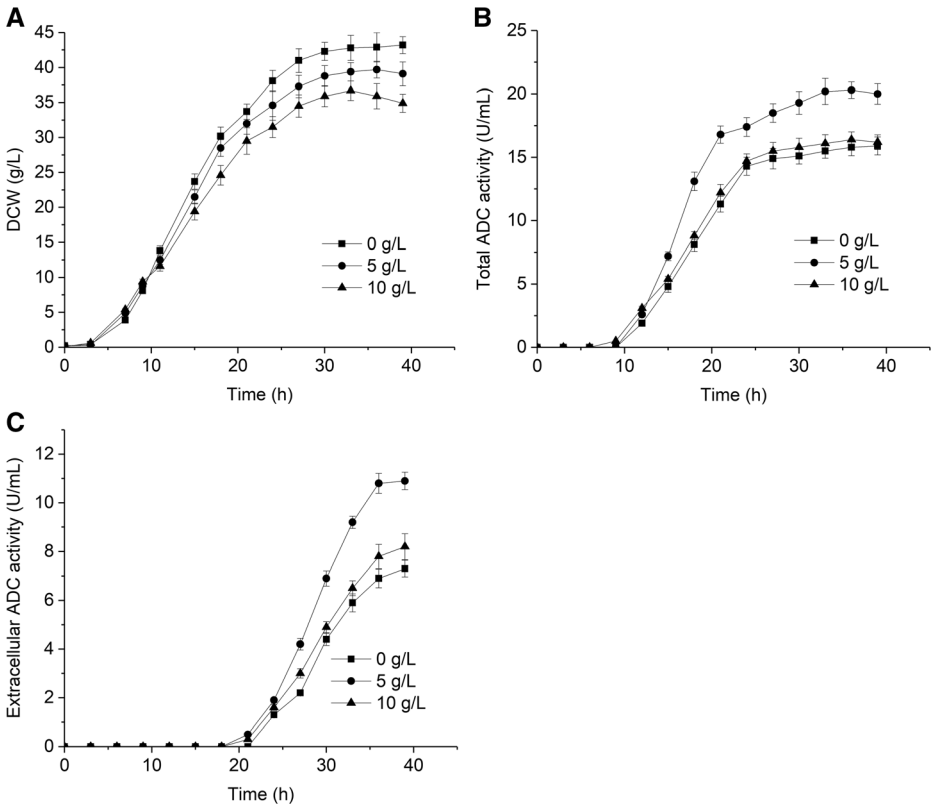 A
DCW (g/L)
45
40
35
30
25
20
15
10
5
0
0 10 20 30 40
Time (h)
0 g/L
5 g/L
10 g/L
B
Total ADC activity (U/mL)
25
20
15
10
5
0
0 10 20 30 40
Time (h)
0 g/L
5 g/L
10 g/L
C
Extracellular ADC activity (U/mL)
12
10
8
6
4
2
0
0 10 20 30 40
Time (h)
0 g/L
5 g/L
10 g/L